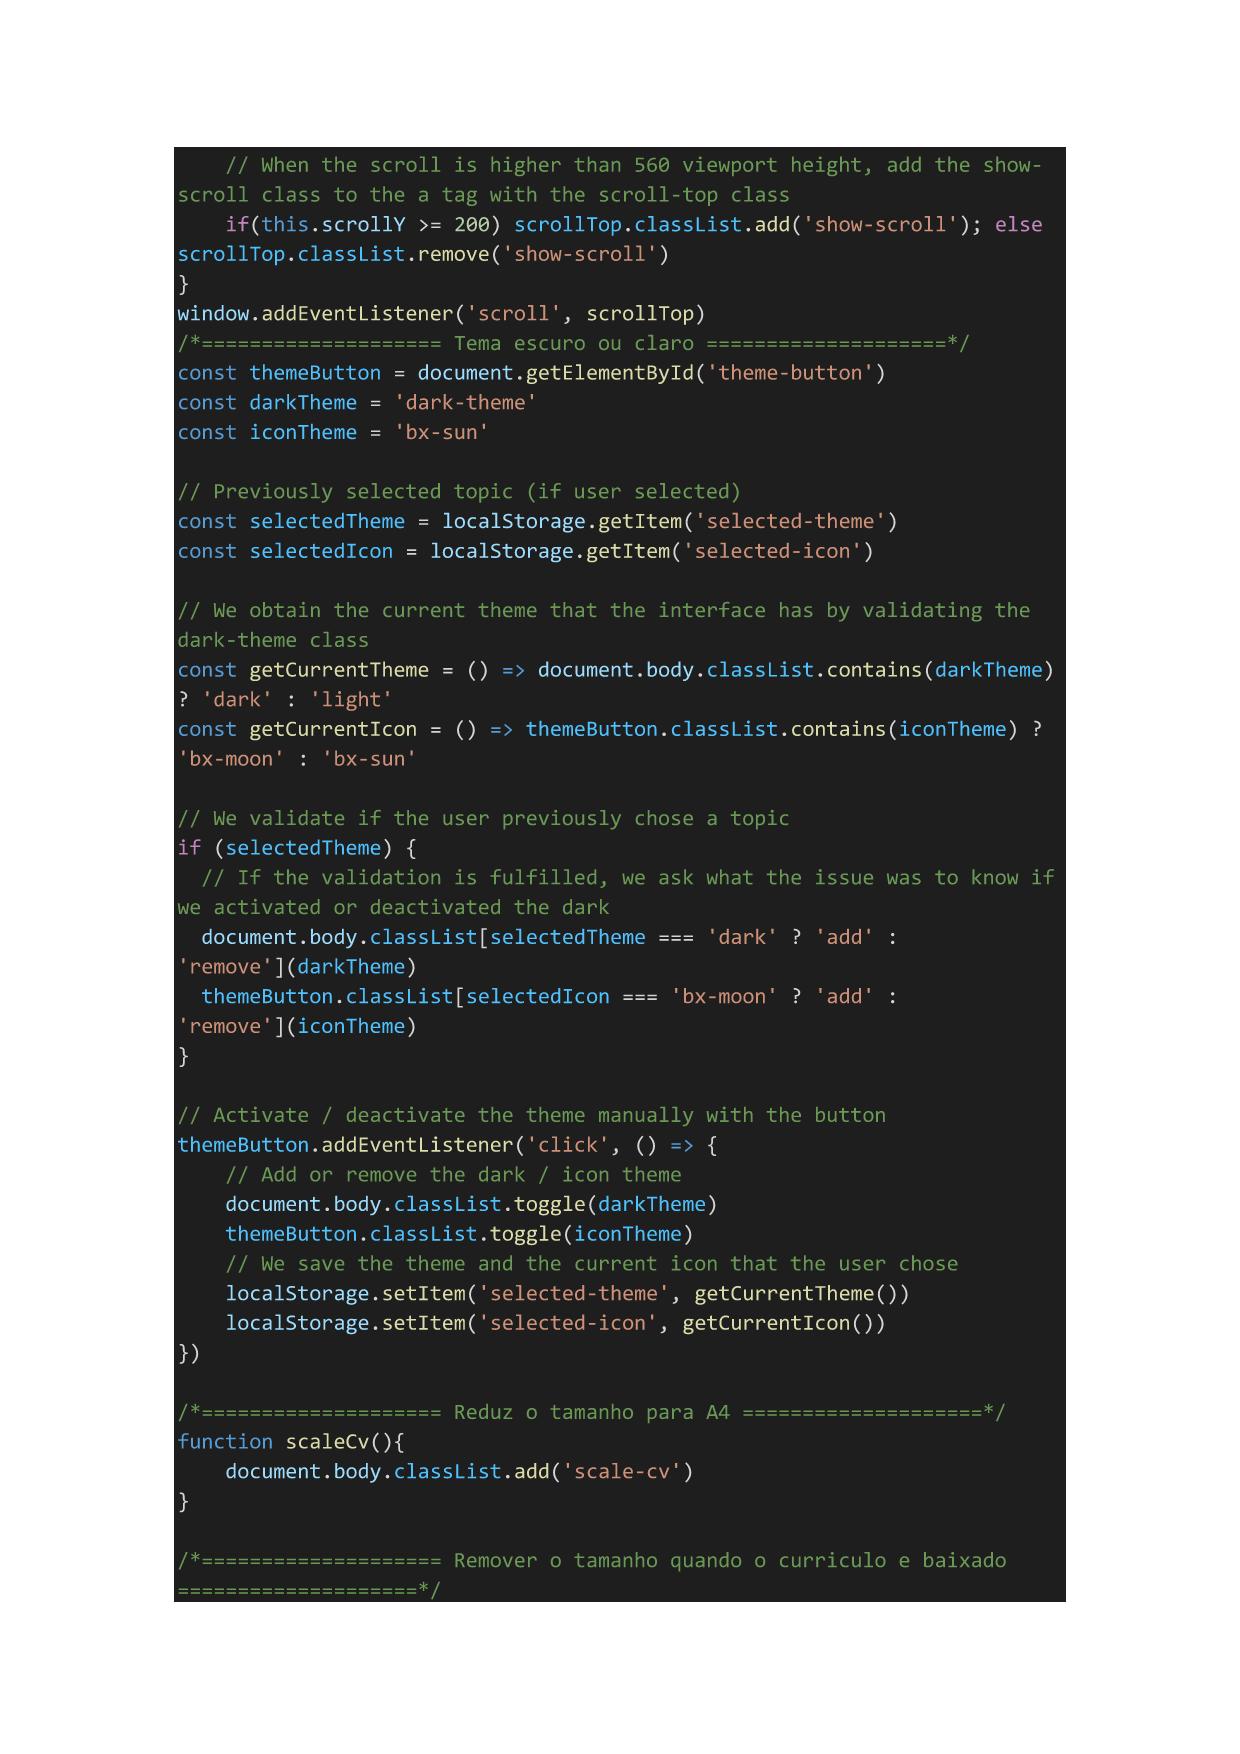 // When the scroll is higher than 560 viewport height, add the show-
scroll class to the a tag with the scroll-top class
    if(this.scrollY >= 200) scrollTop.classList.add('show-scroll'); else
scrollTop.classList.remove('show-scroll')
}
window.addEventListener('scroll', scrollTop)
/*==================== Tema escuro ou claro ====================*/
const themeButton = document.getElementById('theme-button')
const darkTheme = 'dark-theme'
const iconTheme = 'bx-sun'

// Previously selected topic (if user selected)
const selectedTheme = localStorage.getItem('selected-theme')
const selectedIcon = localStorage.getItem('selected-icon')

// We obtain the current theme that the interface has by validating the
dark-theme class
const getCurrentTheme = () => document.body.classList.contains(darkTheme)
? 'dark' : 'light'
const getCurrentIcon = () => themeButton.classList.contains(iconTheme) ?
'bx-moon' : 'bx-sun'

// We validate if the user previously chose a topic
if (selectedTheme) {
  // If the validation is fulfilled, we ask what the issue was to know if
we activated or deactivated the dark
  document.body.classList[selectedTheme === 'dark' ? 'add' :
'remove'](darkTheme)
  themeButton.classList[selectedIcon === 'bx-moon' ? 'add' :
'remove'](iconTheme)
}

// Activate / deactivate the theme manually with the button
themeButton.addEventListener('click', () => {
    // Add or remove the dark / icon theme
    document.body.classList.toggle(darkTheme)
    themeButton.classList.toggle(iconTheme)
    // We save the theme and the current icon that the user chose
    localStorage.setItem('selected-theme', getCurrentTheme())
    localStorage.setItem('selected-icon', getCurrentIcon())
})

/*==================== Reduz o tamanho para A4 ====================*/
function scaleCv(){
    document.body.classList.add('scale-cv')
}

/*==================== Remover o tamanho quando o curriculo e baixado
====================*/